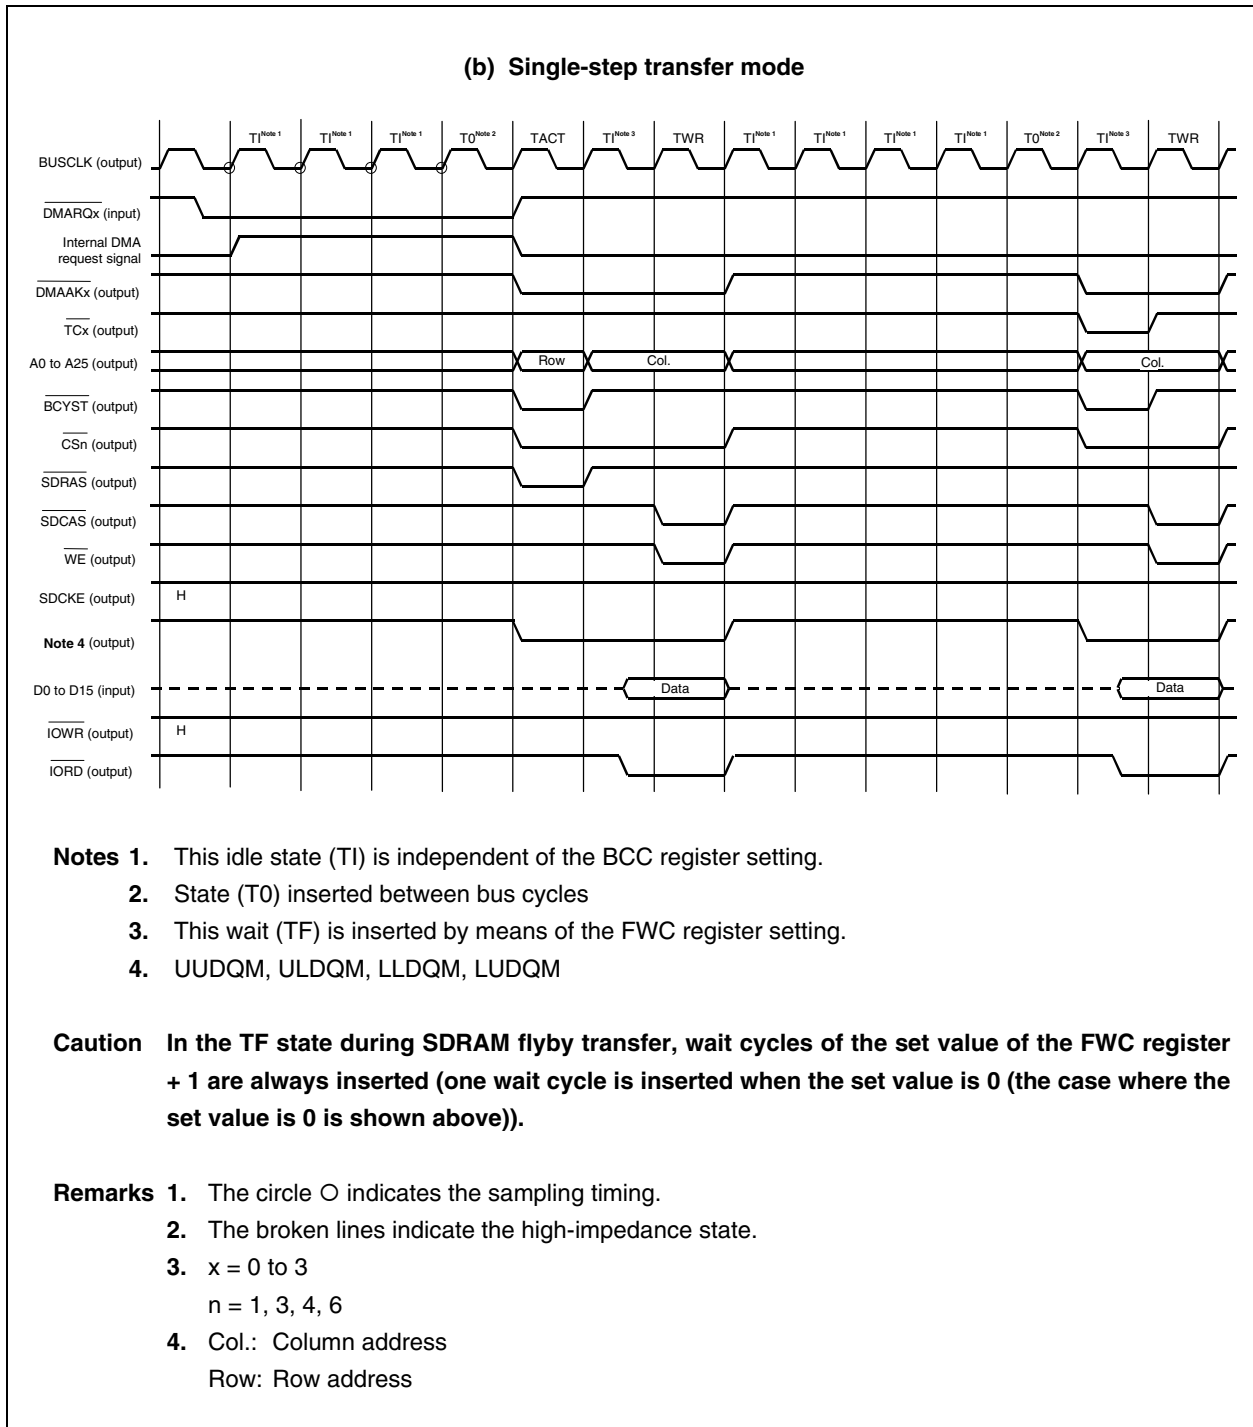 (b) Single-step transfer mode
TI Note 1 TI Note 1 TI Note 1 T0 Note 2 TACT TI Note 3 TWR TI Note 1 TI Note 1 TI Note 1 TI Note 1 T0 Note 2 TI Note 3 TWR
BUSCLK (output)
DMARQx (input)
Internal DMA
request signal
DMAAKx (output)
TCx (output)
A0 to A25 (output) Row Col. Col.
BCYST (output)
CSn (output)
SDRAS (output)
SDCAS (output)
WE (output)
SDCKE (output) H
Note 4 (output)
D0 to D15 (input) Data Data
IOWR (output) H
IORD (output)
Notes 1. This idle state (TI) is independent of the BCC register setting.
2. State (T0) inserted between bus cycles
3. This wait (TF) is inserted by means of the FWC register setting.
4. UUDQM, ULDQM, LLDQM, LUDQM
Caution In the TF state during SDRAM flyby transfer, wait cycles of the set value of the FWC register
+ 1 are always inserted (one wait cycle is inserted when the set value is 0 (the case where the
set value is 0 is shown above)).
Remarks 1. The circle ○ indicates the sampling timing.
2. The broken lines indicate the high-impedance state.
3. x = 0 to 3
n = 1, 3, 4, 6
4. Col.: Column address
Row: Row address